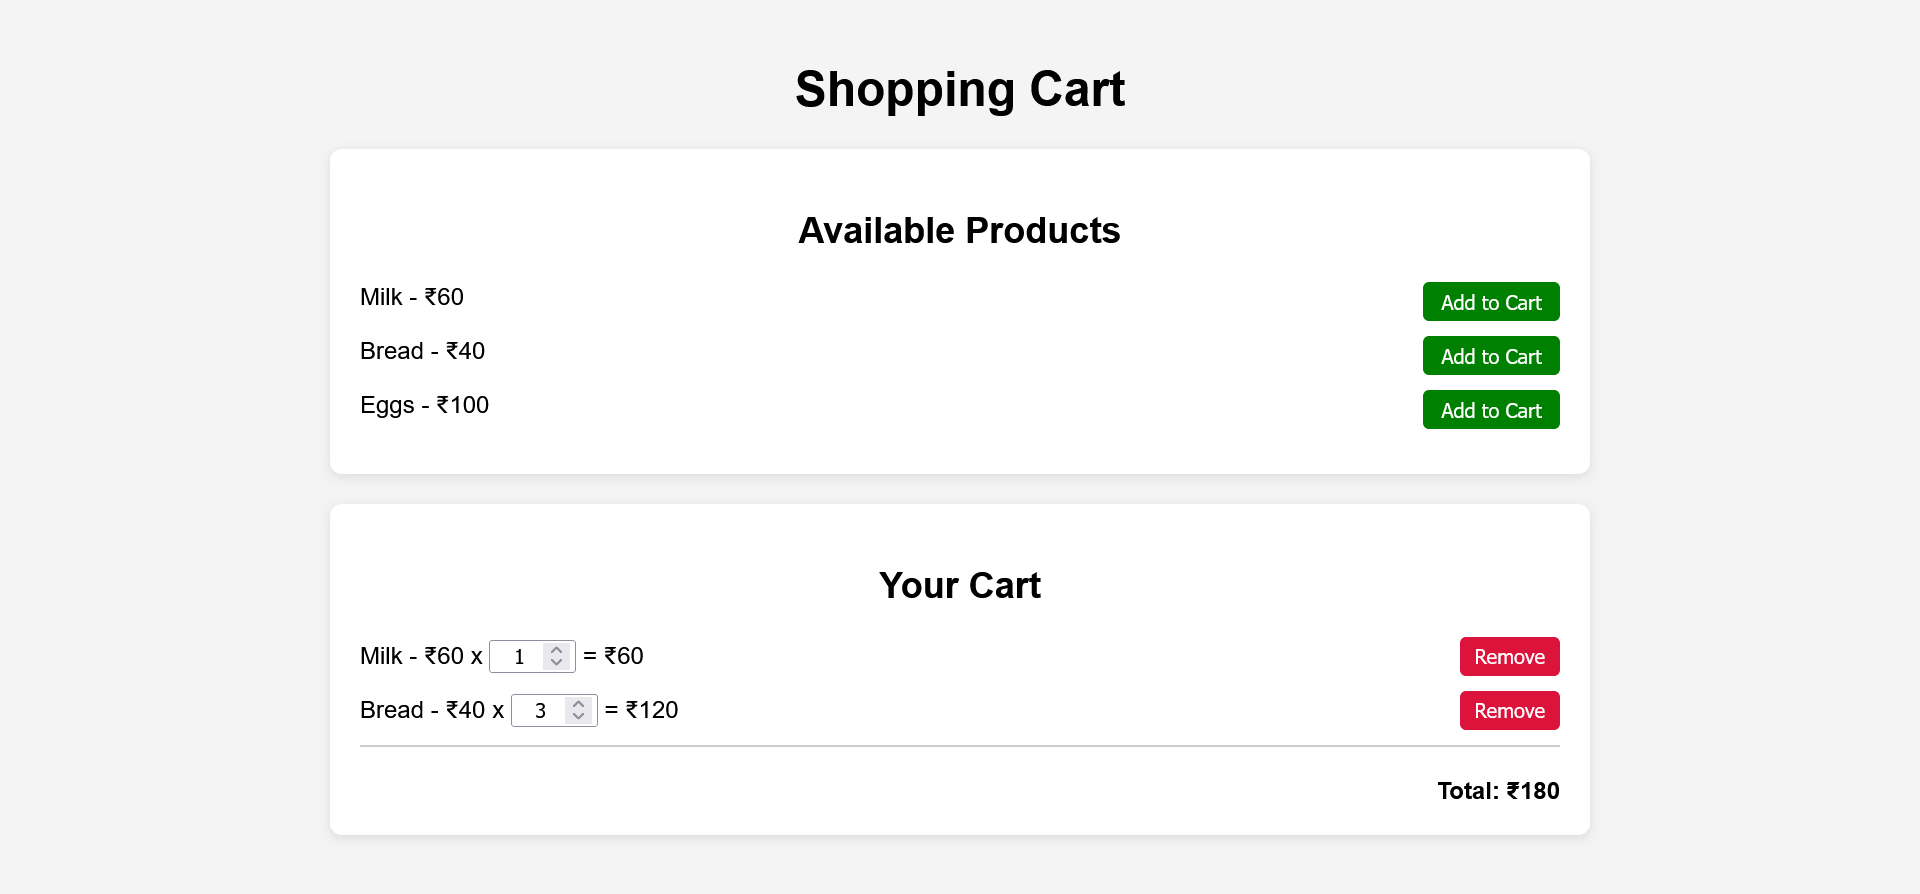 Shopping Cart
Available Products
Milk - ₹60 Add to Cart
Bread - ₹40 Add to Cart
Eggs - ₹100 Add to Cart
Your Cart
Milk - ₹60 x 1 = ₹60 Remove
Bread - ₹40 x 3 = ₹120 Remove
Total: ₹180